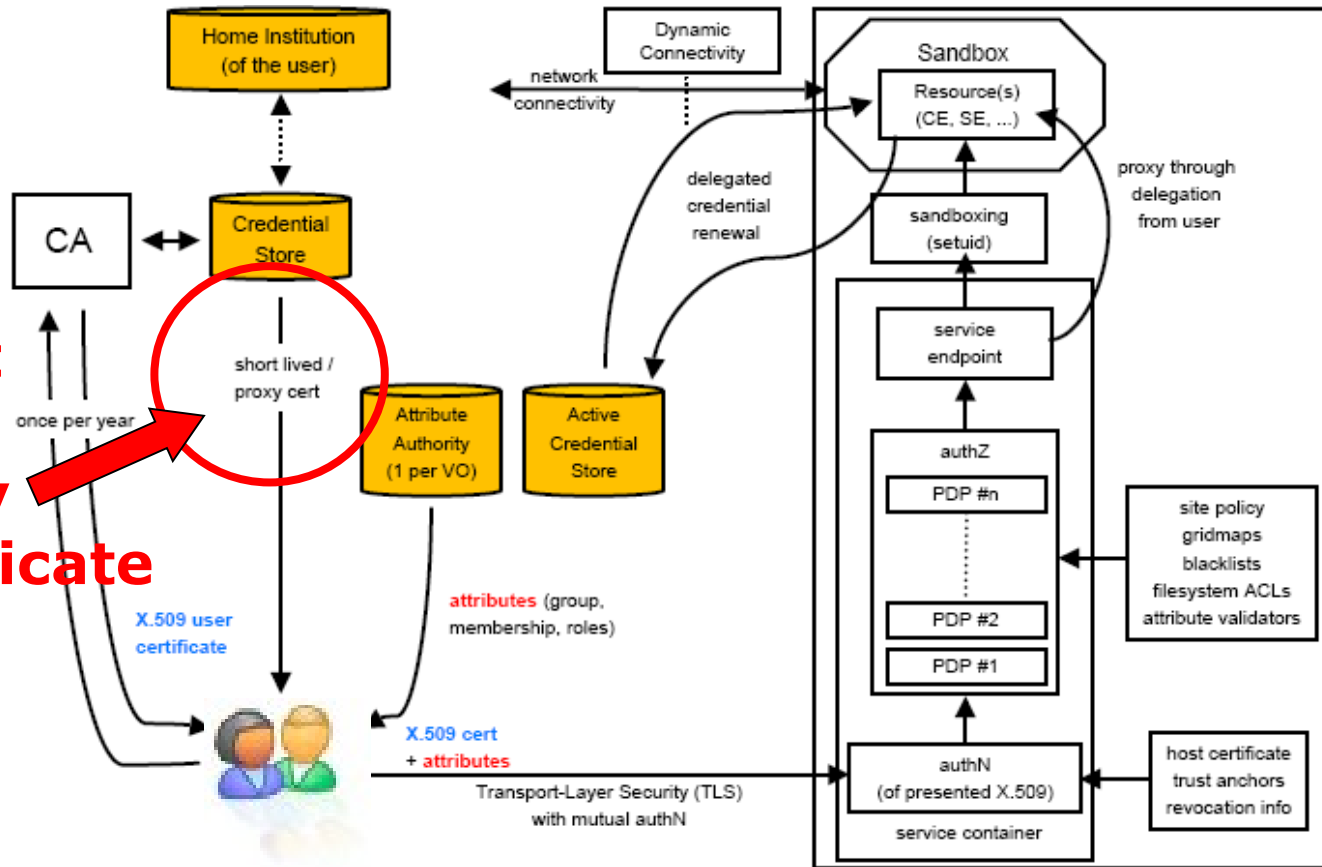 Home Institution
(of the user)
Dynamic
Connectivity
network
connectivity
Sandbox
Resource(s)
(CE, SE, ...)
proxy through
delegation
from user
delegated
credential
renewal
sandboxing
(setuid)
CA
Credential
Store
service
endpoint
short lived /
proxy cert
once per year
Attribute
Authority
(1 per VO)
Active
Credential
Store
authZ
PDP #n
PDP #2
PDP #1
site policy
gridmaps
blacklists
filesystem ACLs
attribute validators
icate
X.509 user
certificate
attributes (group,
membership, roles)
X.509 cert
+ attributes
Transport-Layer Security (TLS)
with mutual authN
authN
(of presented X.509)
service container
host certificate
trust anchors
revocation info